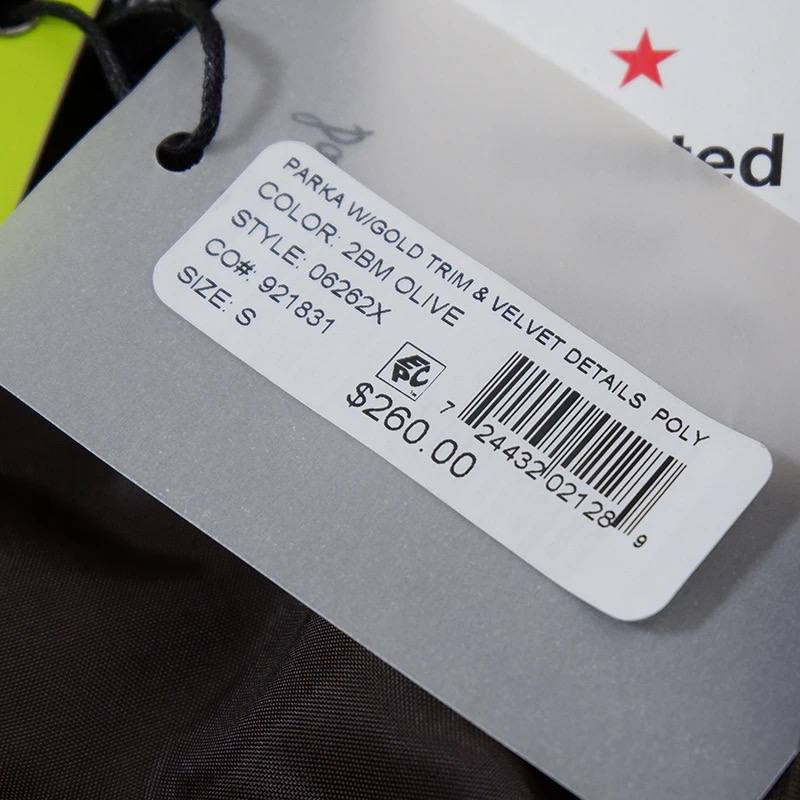 ted
PARKA W/GOLD TRIM & VELVET DETAILS POLY
COLOR: 2BM OLIVE
STYLE: 06262X
CO#: 921831
SIZE: S
EPC
$260.00
7 24432 02128 9